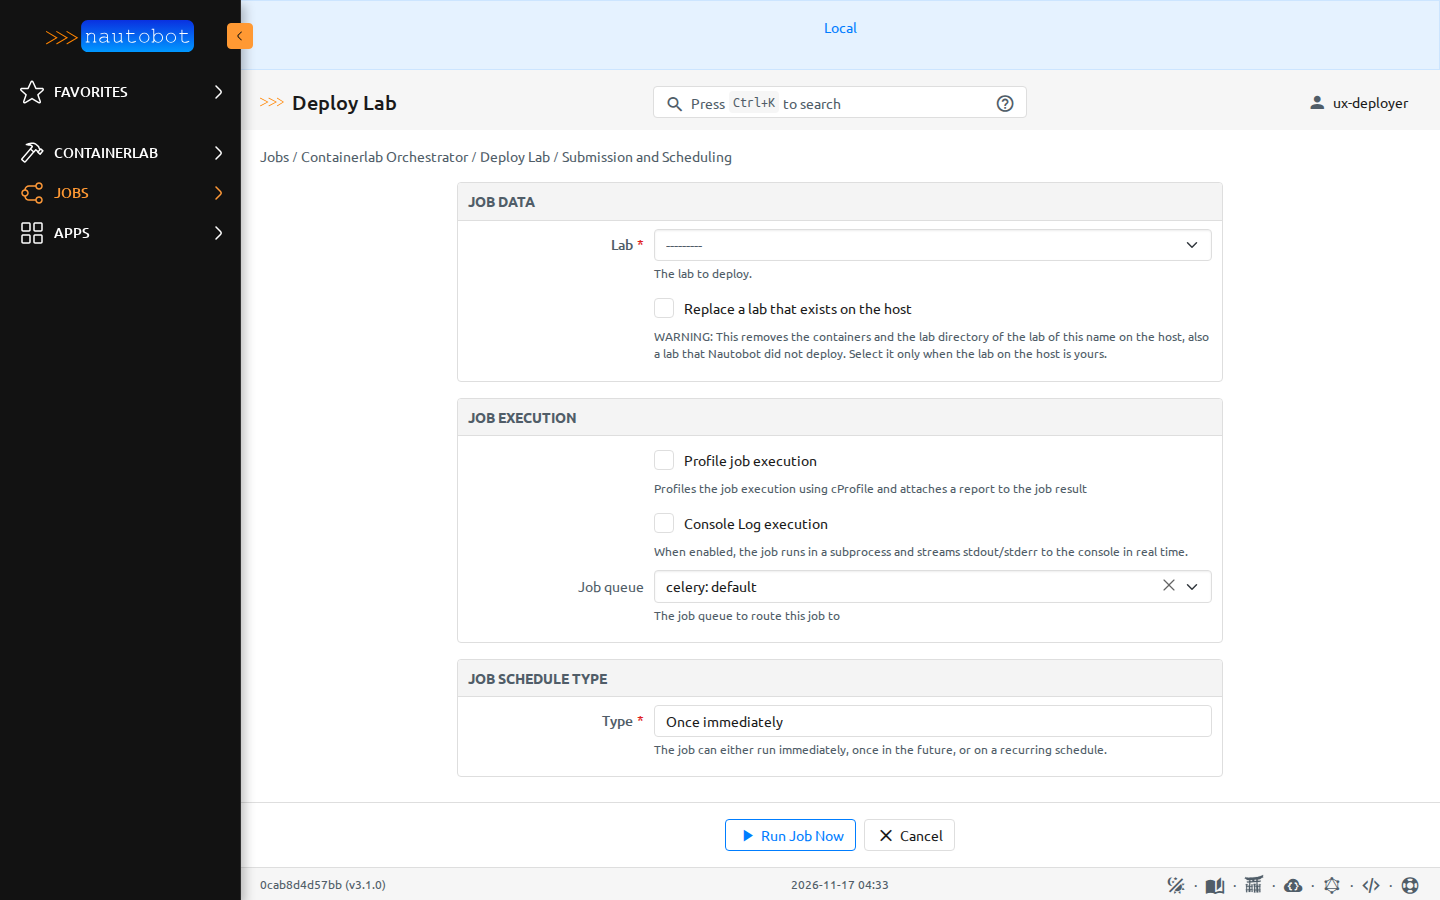 nautobot
FAVORITES
CONTAINERLAB
JOBS
APPS
Local
Deploy Lab
Press Ctrl+K to search
ux-deployer
Jobs / Containerlab Orchestrator / Deploy Lab / Submission and Scheduling
JOB DATA
Lab *
---------
The lab to deploy.
Replace a lab that exists on the host
WARNING: This removes the containers and the lab directory of the lab of this name on the host, also
a lab that Nautobot did not deploy. Select it only when the lab on the host is yours.
JOB EXECUTION
Profile job execution
Profiles the job execution using cProfile and attaches a report to the job result
Console Log execution
When enabled, the job runs in a subprocess and streams stdout/stderr to the console in real time.
Job queue
celery: default
The job queue to route this job to
JOB SCHEDULE TYPE
Type *
Once immediately
The job can either run immediately, once in the future, or on a recurring schedule.
Run Job Now
Cancel
0cab8d4d57bb (v3.1.0)
2026-11-17 04:33